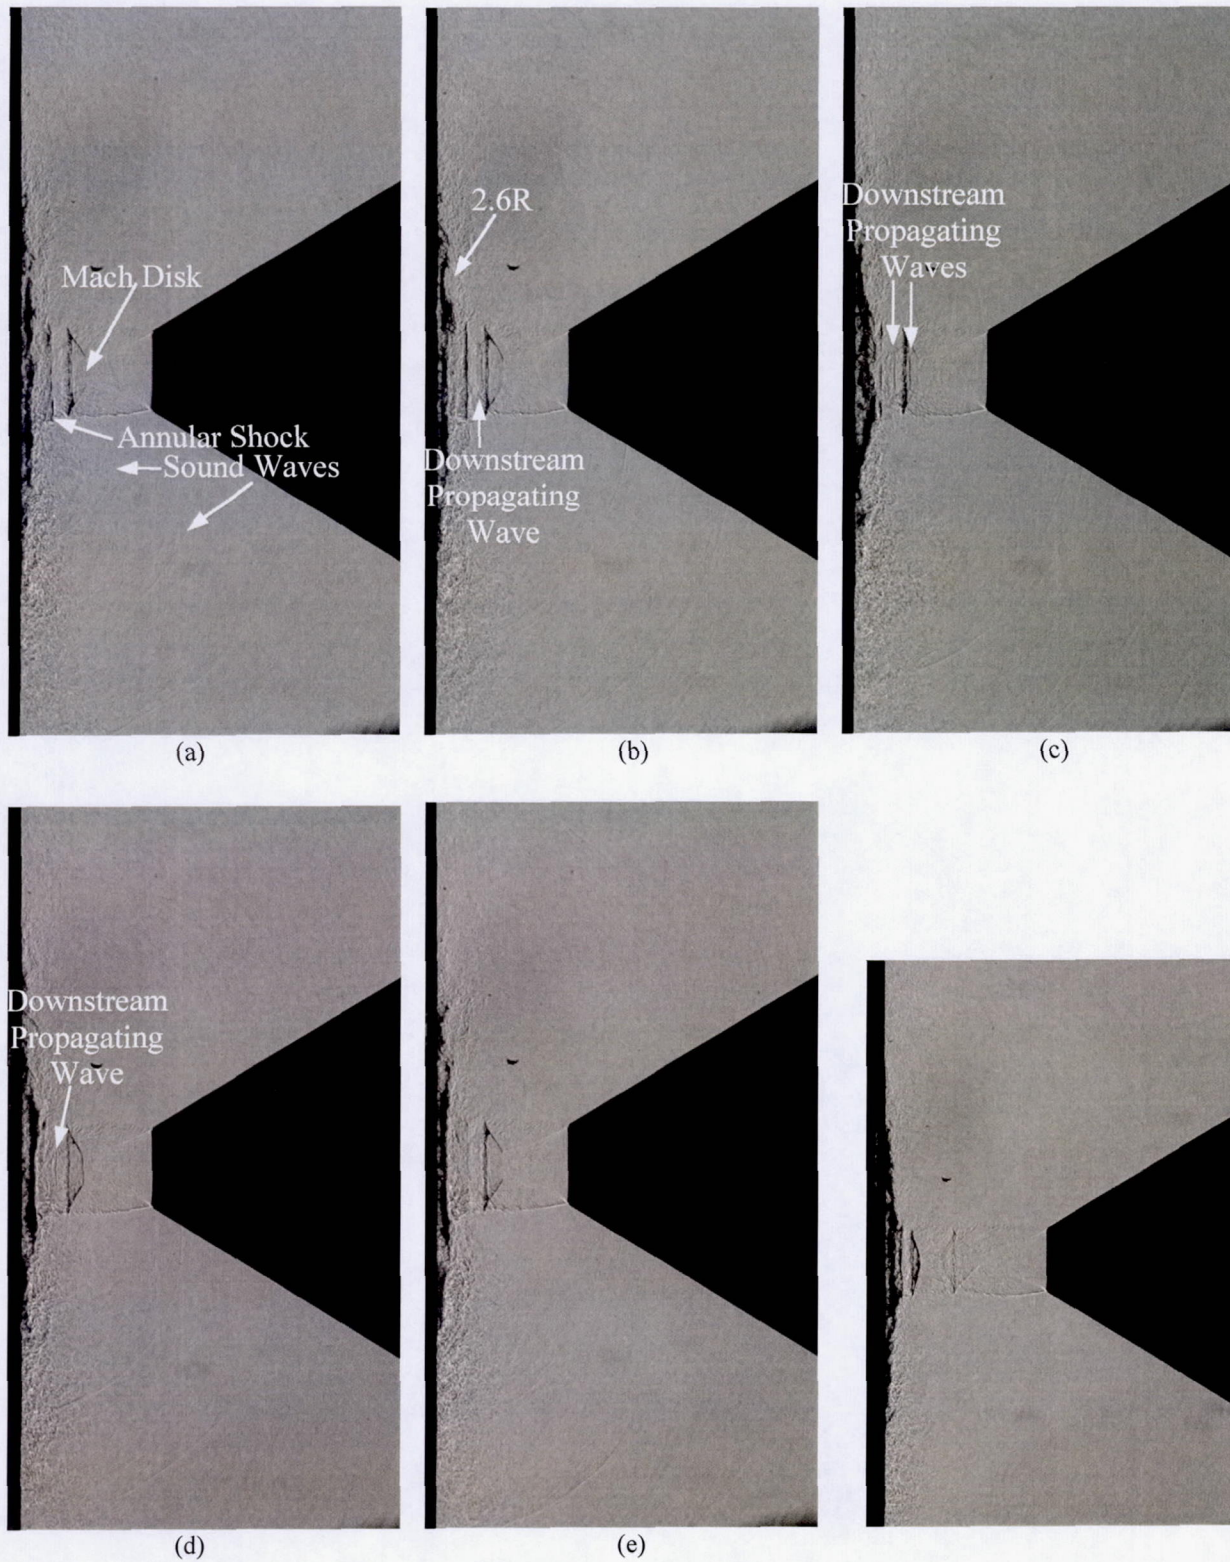 Mach Disk
Annular Shock
Sound Waves
(a)
2.6R
Downstream
Propagating
Wave
(b)
Downstream
Propagating
Waves
(c)
Downstream
Propagating
Wave
(d)
(e)